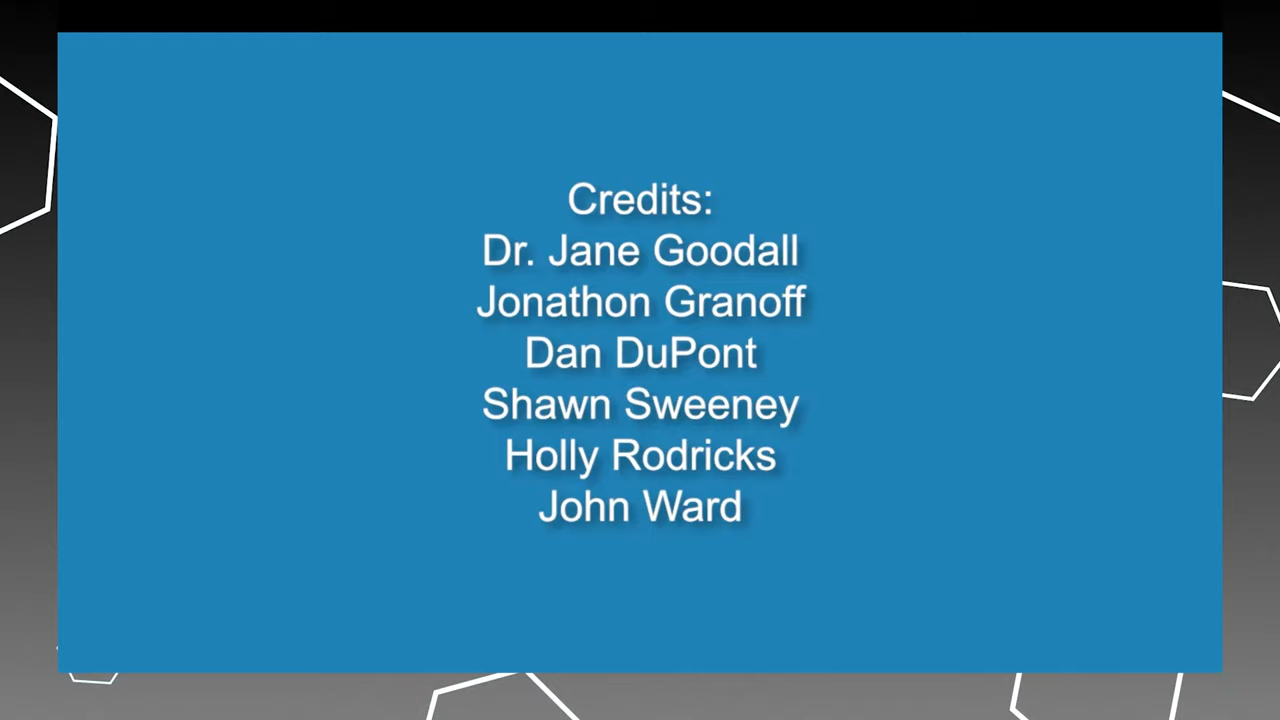 Credits:
Dr. Jane Goodall
Jonathon Granoff
Dan DuPont
Shawn Sweeney
Holly Rodricks
John Ward